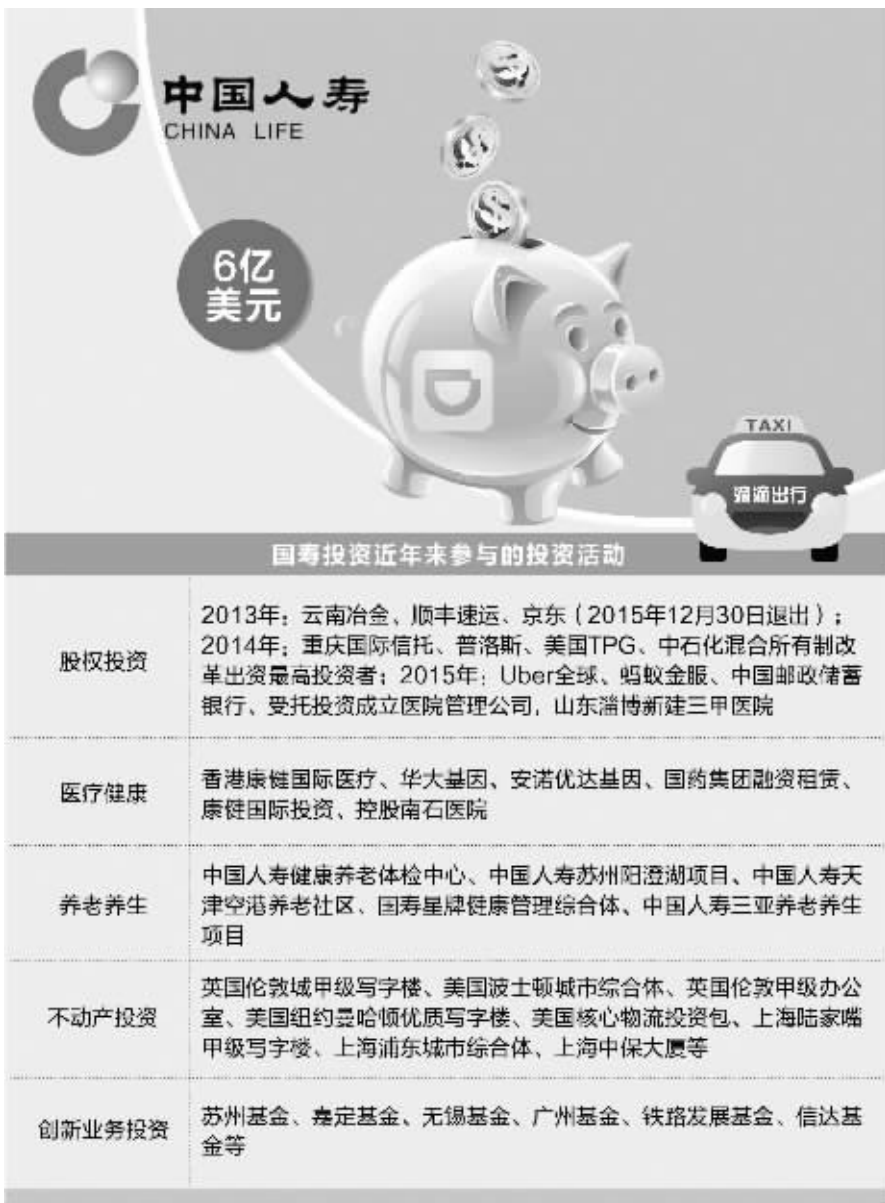 中国人寿
CHINA LIFE
6亿
美元
TAXI
滴滴出行
国寿投资近年来参与的投资活动
股权投资
2013年：云南冶金、顺丰速运、京东（2015年12月30日退出）；
2014年：重庆国际信托、普洛斯、美国TPG、中石化混合所有制改
革出资最高投资者；2015年：Uber全球、蚂蚁金服、中国邮政储蓄
银行、受托投资成立医院管理公司，山东淄博新建三甲医院
医疗健康
香港康健国际医疗、华大基因、安诺优达基因、国药集团融资租赁、
康健国际投资、控股南石医院
养老养生
中国人寿健康养老体检中心、中国人寿苏州阳澄湖项目、中国人寿天
津空港养老社区、国寿星牌健康管理综合体、中国人寿三亚养老养生
项目
不动产投资
英国伦敦城甲级写字楼、美国波士顿城市综合体、英国伦敦甲级办公
室、美国纽约曼哈顿优质写字楼、美国核心物流投资包、上海陆家嘴
甲级写字楼、上海浦东城市综合体、上海中保大厦等
创新业务投资
苏州基金、嘉定基金、无锡基金、广州基金、铁路发展基金、信达基
金等